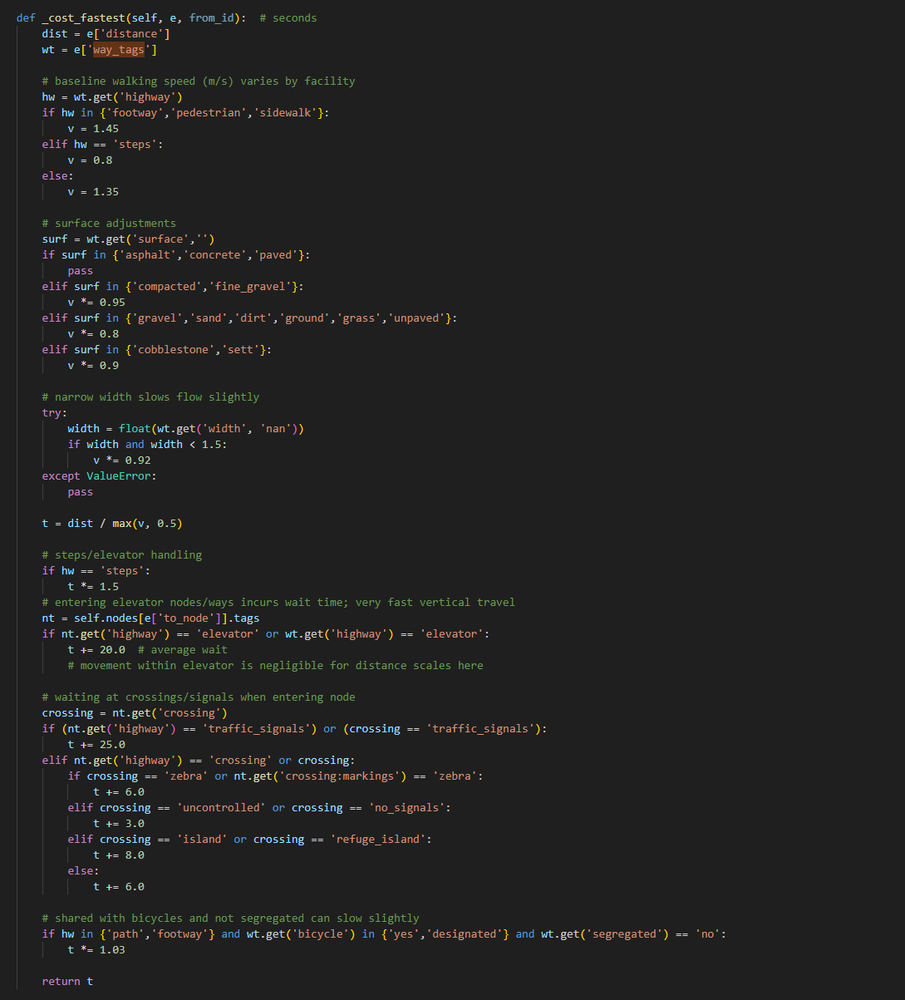 def _cost_fastest(self, e, from_id):  # seconds
    dist = e['distance']
    wt = e['way_tags']

    # baseline walking speed (m/s) varies by facility
    hw = wt.get('highway')
    if hw in {'footway','pedestrian','sidewalk'}:
        v = 1.45
    elif hw == 'steps':
        v = 0.8
    else:
        v = 1.35

    # surface adjustments
    surf = wt.get('surface','')
    if surf in {'asphalt','concrete','paved'}:
        pass
    elif surf in {'compacted','fine_gravel'}:
        v *= 0.95
    elif surf in {'gravel','sand','dirt','ground','grass','unpaved'}:
        v *= 0.8
    elif surf in {'cobblestone','sett'}:
        v *= 0.9

    # narrow width slows flow slightly
    try:
        width = float(wt.get('width', 'nan'))
        if width and width < 1.5:
            v *= 0.92
    except ValueError:
        pass

    t = dist / max(v, 0.5)

    # steps/elevator handling
    if hw == 'steps':
        t *= 1.5
    # entering elevator nodes/ways incurs wait time; very fast vertical travel
    nt = self.nodes[e['to_node']].tags
    if nt.get('highway') == 'elevator' or wt.get('highway') == 'elevator':
        t += 20.0  # average wait
        # movement within elevator is negligible for distance scales here

    # waiting at crossings/signals when entering node
    crossing = nt.get('crossing')
    if (nt.get('highway') == 'traffic_signals') or (crossing == 'traffic_signals'):
        t += 25.0
    elif nt.get('highway') == 'crossing' or crossing:
        if crossing == 'zebra' or nt.get('crossing:markings') == 'zebra':
            t += 6.0
        elif crossing == 'uncontrolled' or crossing == 'no_signals':
            t += 3.0
        elif crossing == 'island' or crossing == 'refuge_island':
            t += 8.0
        else:
            t += 6.0

    # shared with bicycles and not segregated can slow slightly
    if hw in {'path','footway'} and wt.get('bicycle') in {'yes','designated'} and wt.get('segregated') == 'no':
        t *= 1.03

    return t